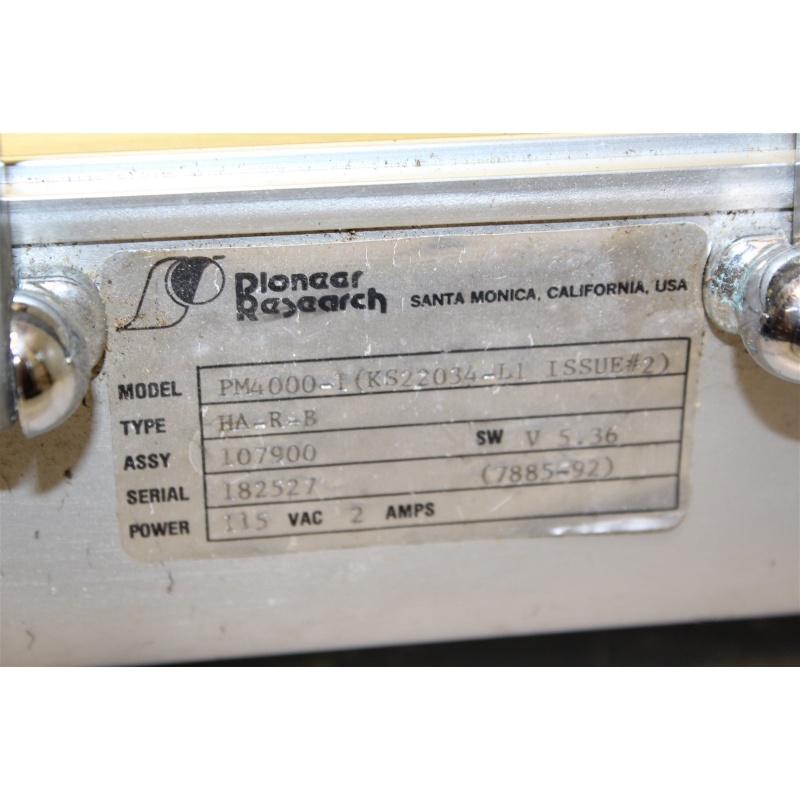 Pioneer
Research SANTA MONICA, CALIFORNIA, USA
MODEL PM4000-I(KS22034-L1 ISSUE#2)
TYPE HA-R-B
ASSY 107900 SW V 5.36
SERIAL 182527 (7885-92)
POWER 115 VAC 2 AMPS